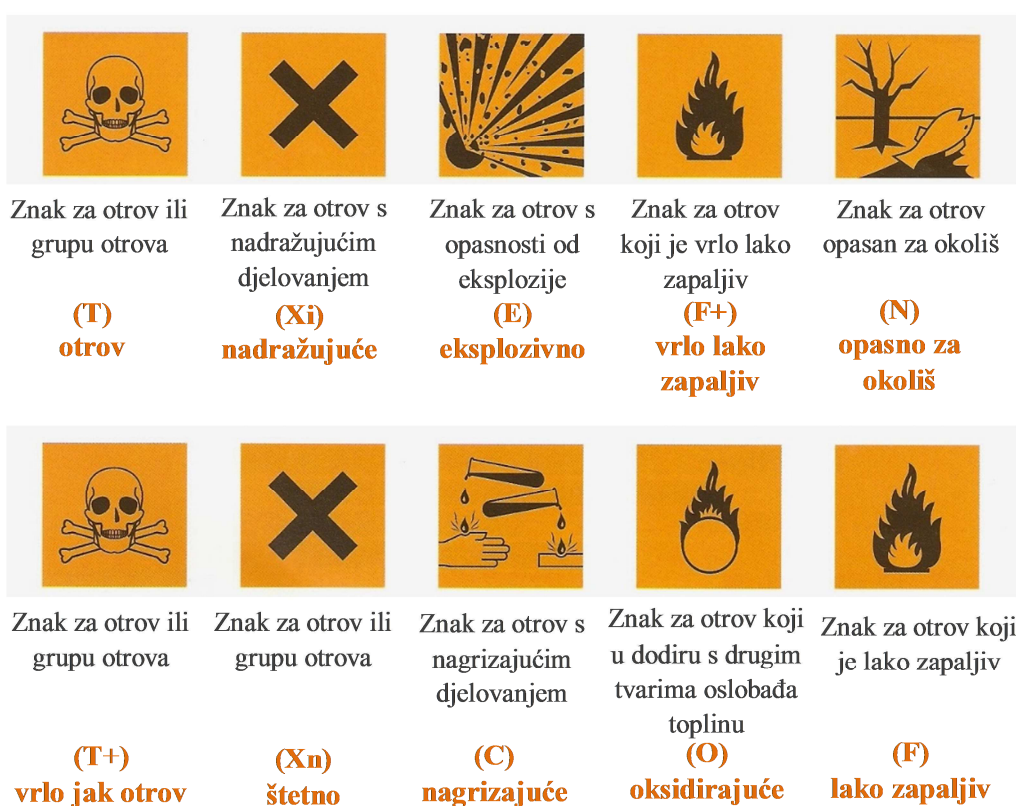 Znak za otrov ili
grupu otrova
(T)
otrov
Znak za otrov s
nadražujućim
djelovanjem
(Xi)
nadražujuće
Znak za otrov s
opasnosti od
eksplozije
(E)
eksplozivno
Znak za otrov
koji je vrlo lako
zapaljiv
(F+)
vrlo lako
zapaljiv
Znak za otrov
opasan za okoliš
(N)
opasno za
okoliš
Znak za otrov ili
grupu otrova
(T+)
vrlo jak otrov
Znak za otrov ili
grupu otrova
(Xn)
štetno
Znak za otrov s
nagrizajućim
djelovanjem
(C)
nagrizajuće
Znak za otrov koji
u dodiru s drugim
tvarima oslobađa
toplinu
(O)
oksidirajuće
Znak za otrov koji
je lako zapaljiv
(F)
lako zapaljiv